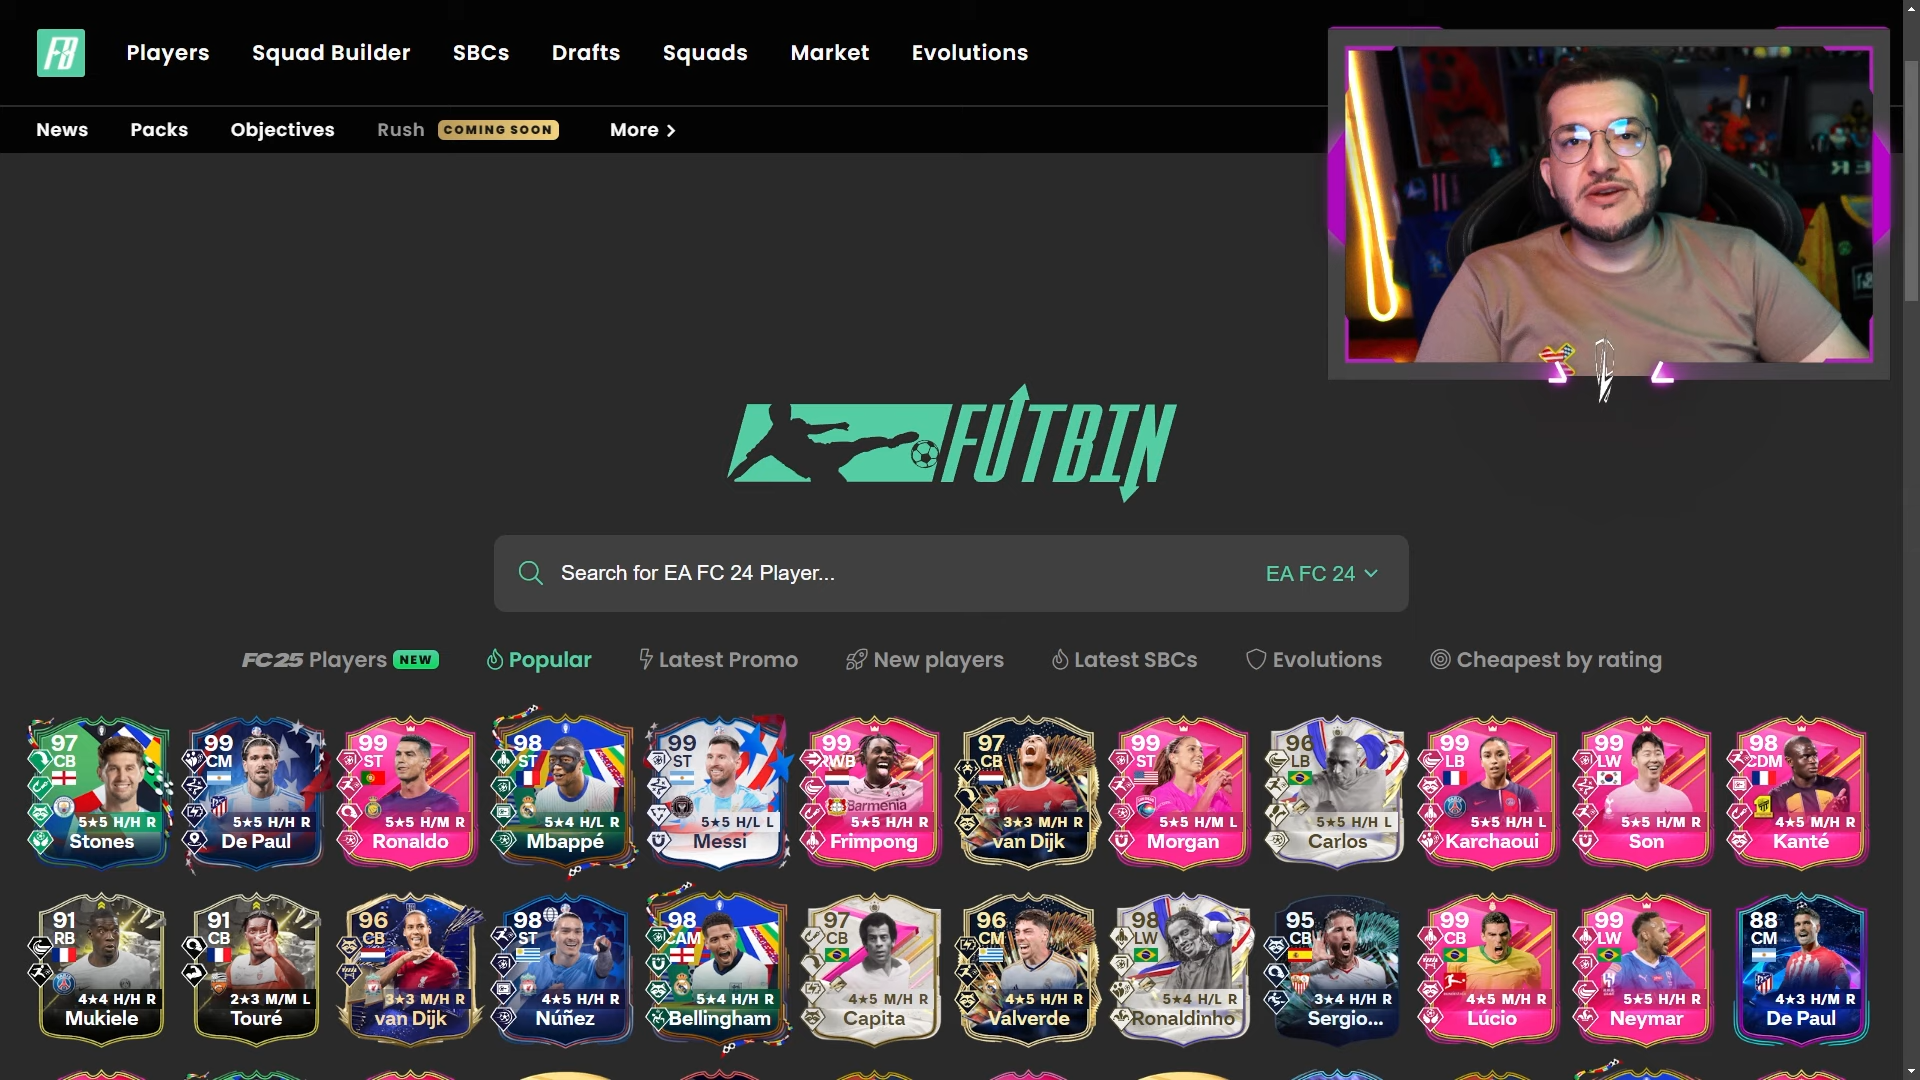 FB
Players Squad Builder SBCs Drafts Squads Market Evolutions
News Packs Objectives Rush COMING SOON More
FUTBIN
Search for EA FC 24 Player... EA FC 24
FC25 Players NEW Popular Latest Promo New players Latest SBCs Evolutions Cheapest by rating
97 CB 5★5 H/H R Stones
99 CM 5★5 H/H R De Paul
99 ST 5★5 H/M R Ronaldo
98 ST 5★4 H/L R Mbappé
99 ST 5★5 H/L L Messi
99 RWB Barmenia 5★5 H/H R Frimpong
97 CB 3★3 M/H R van Dijk
99 ST 5★5 H/M L Morgan
96 LB 5★5 H/H L Carlos
99 LB 5★5 H/H L Karchaoui
99 LW 5★5 H/M R Son
98 CDM 4★5 M/H R Kanté
91 RB 4★4 H/H R Mukiele
91 CB 2★3 M/M L Touré
96 CB 3★3 M/H R van Dijk
98 ST 4★5 H/H R Núñez
98 CAM 5★4 H/H R Bellingham
97 CB 4★5 M/H R Capita
96 CM 4★5 H/H R Valverde
98 LW 5★4 H/L R Ronaldinho
95 CB 3★4 H/H R Sergio...
99 CB 4★5 M/H R Lúcio
99 LW 5★5 H/H R Neymar
88 CM 4★3 H/M R De Paul